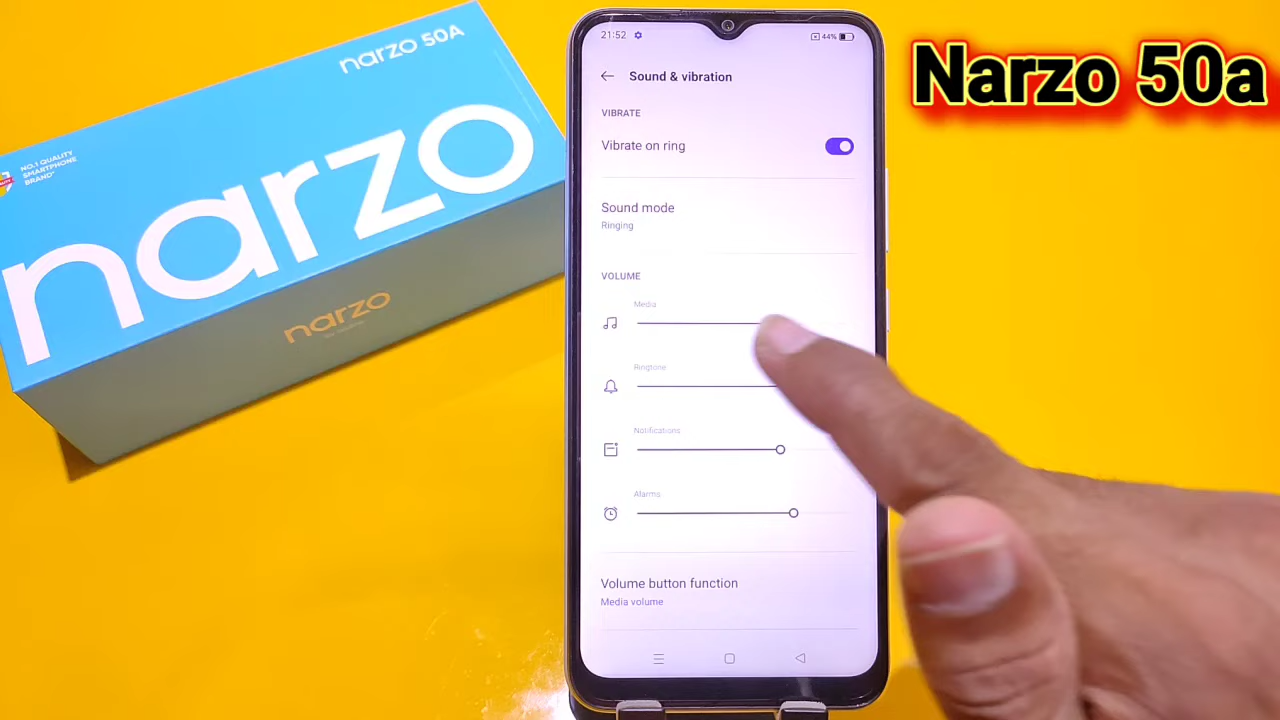 narzo 50A
NO.1 QUALITY
SMARTPHONE
BRAND*
narzo
narzo
Narzo 50a
21:52
44%
Sound & vibration
VIBRATE
Vibrate on ring
Sound mode
Ringing
VOLUME
Media
Ringtone
Notifications
Alarms
Volume button function
Media volume